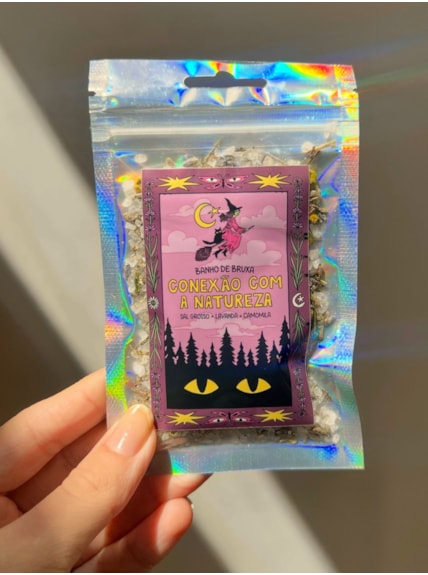 BANHO DE BRUXA
CONEXÃO COM
A NATUREZA
SAL GROSSO + LAVANDA + CAMOMILA